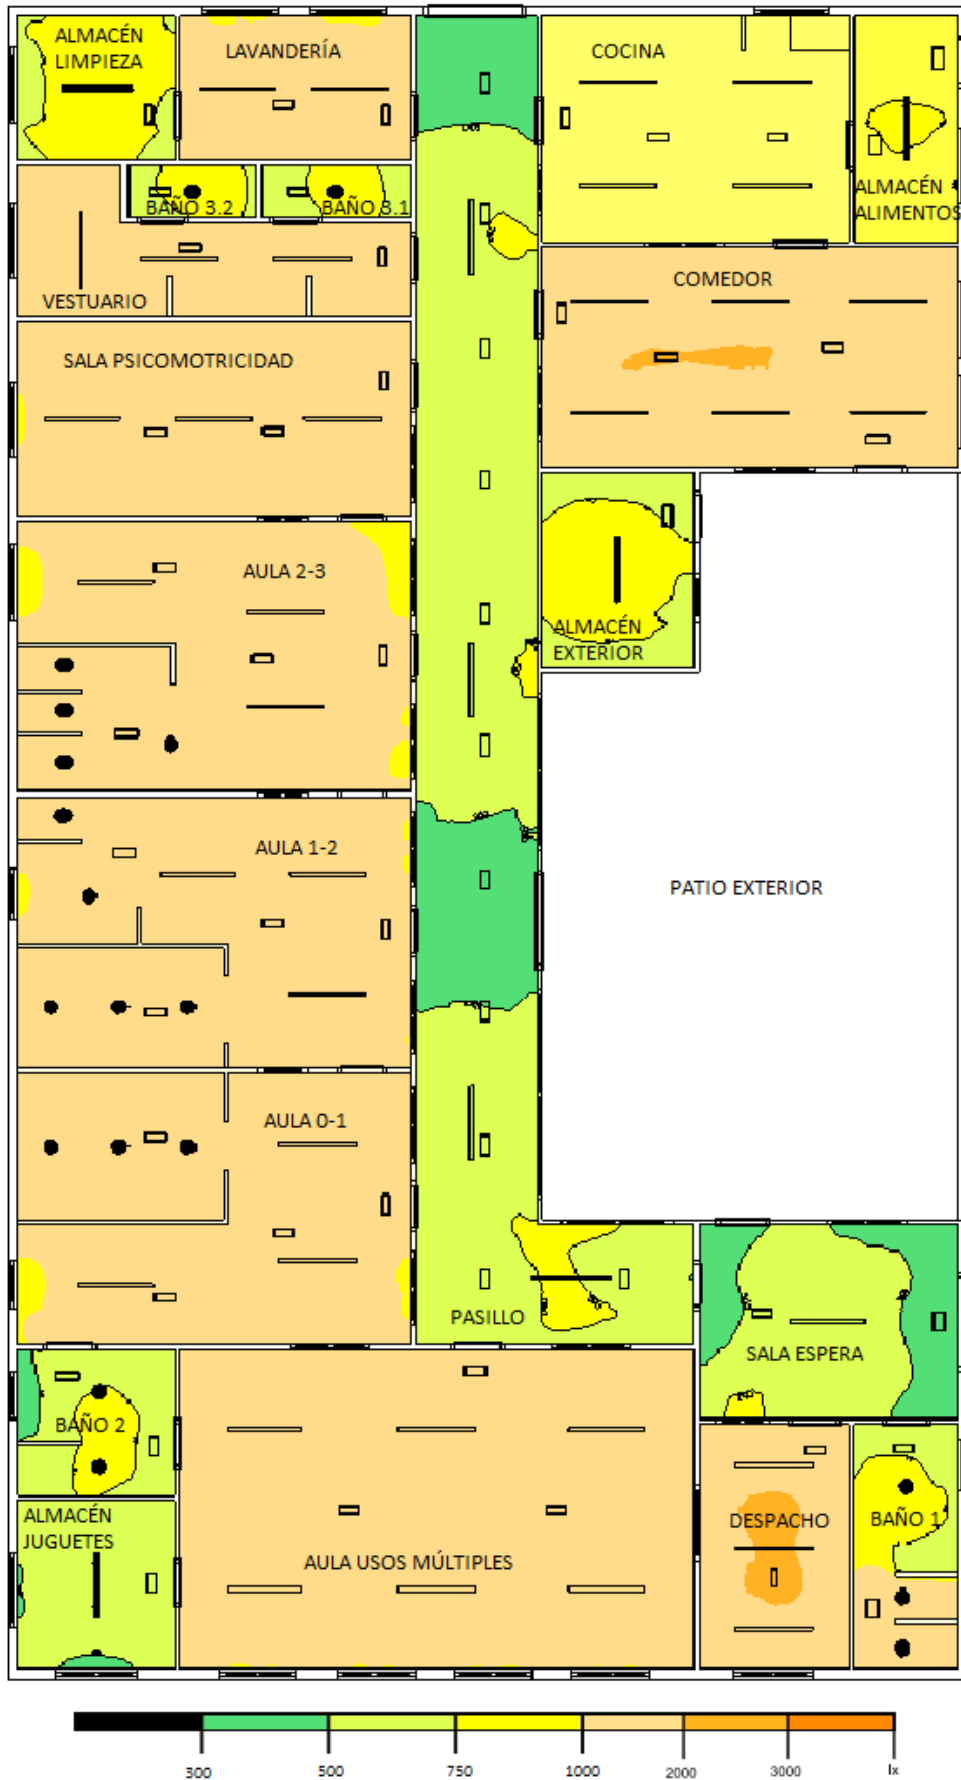 ALMACÉN
LIMPIEZA
LAVANDERÍA
COCINA
ALMACÉN
ALIMENTOS
BAÑO 3.2
BAÑO 3.1
VESTUARIO
COMEDOR
SALA PSICOMOTRICIDAD
AULA 2-3
ALMACÉN
EXTERIOR
AULA 1-2
PATIO EXTERIOR
AULA 0-1
PASILLO
SALA ESPERA
BAÑO 2
ALMACÉN
JUGUETES
AULA USOS MÚLTIPLES
DESPACHO
BAÑO 1
300 500 750 1000 2000 3000 lx